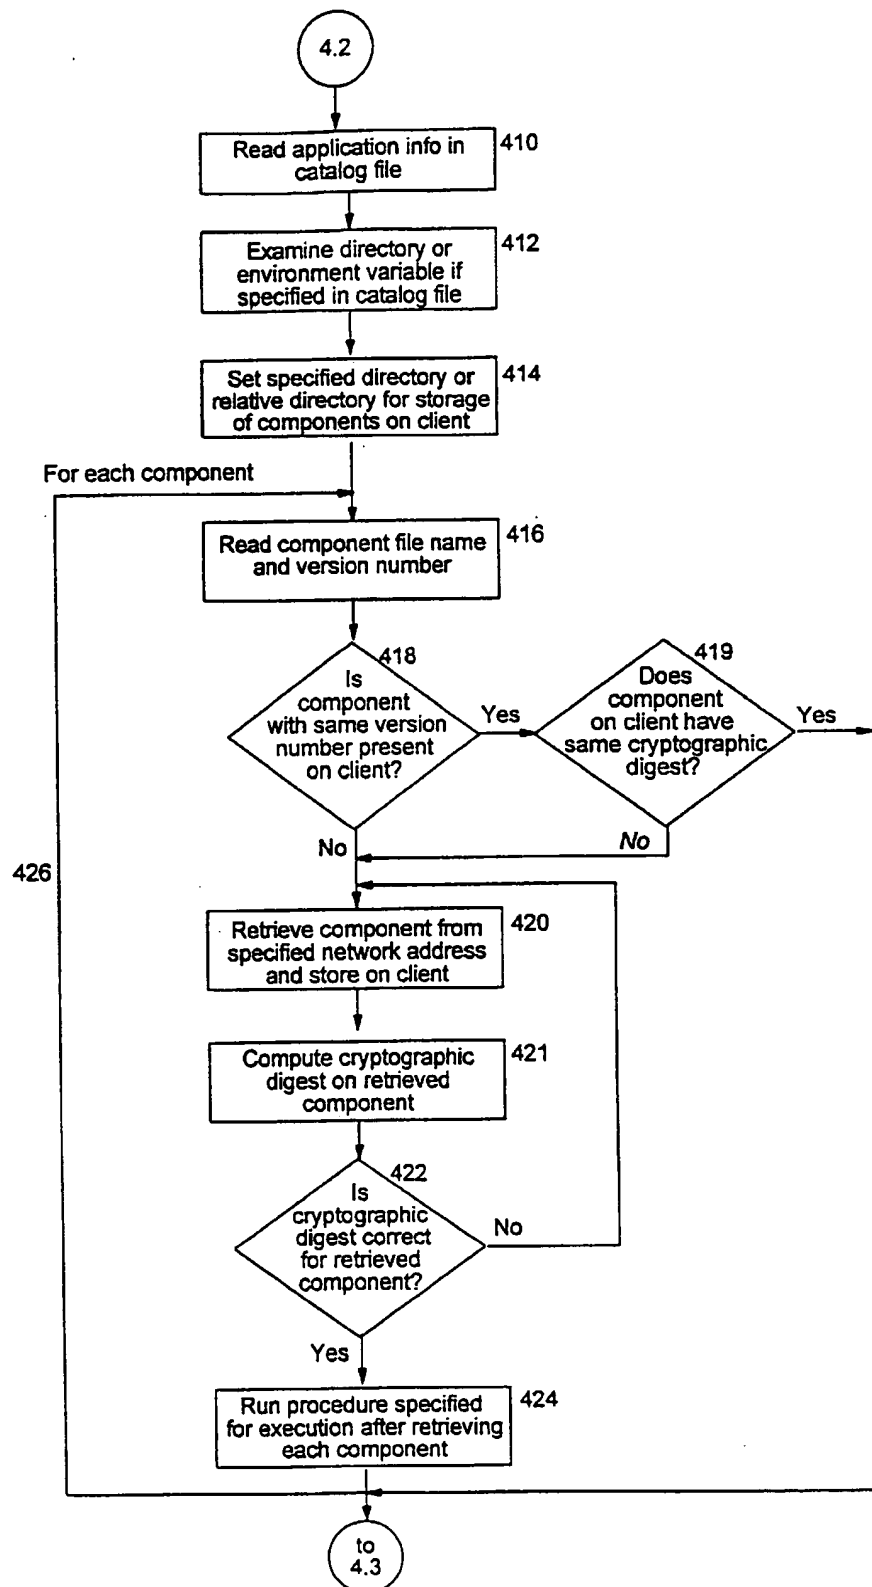 4.2
Read application info in
catalog file
410
Examine directory or
environment variable if
specified in catalog file
412
Set specified directory or
relative directory for storage
of components on client
414
For each component
Read component file name
and version number
416
418
Is
component
with same version
number present
on client?
Yes
419
Does
component
on client have
same cryptographic
digest?
Yes
No
No
426
Retrieve component from
specified network address
and store on client
420
Compute cryptographic
digest on retrieved
component
421
422
Is
cryptographic
digest correct
for retrieved
component?
No
Yes
Run procedure specified
for execution after retrieving
each component
424
to
4.3